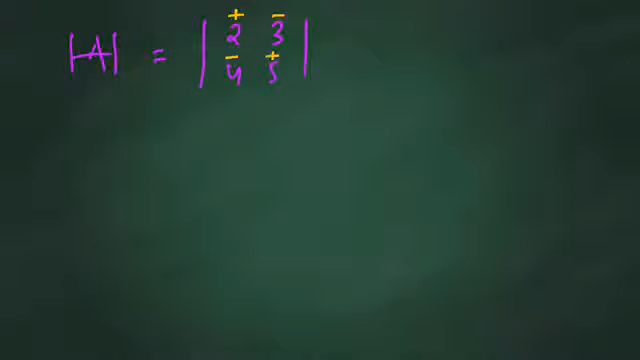 + -
|A| = | 2 3 |
- +
4 5